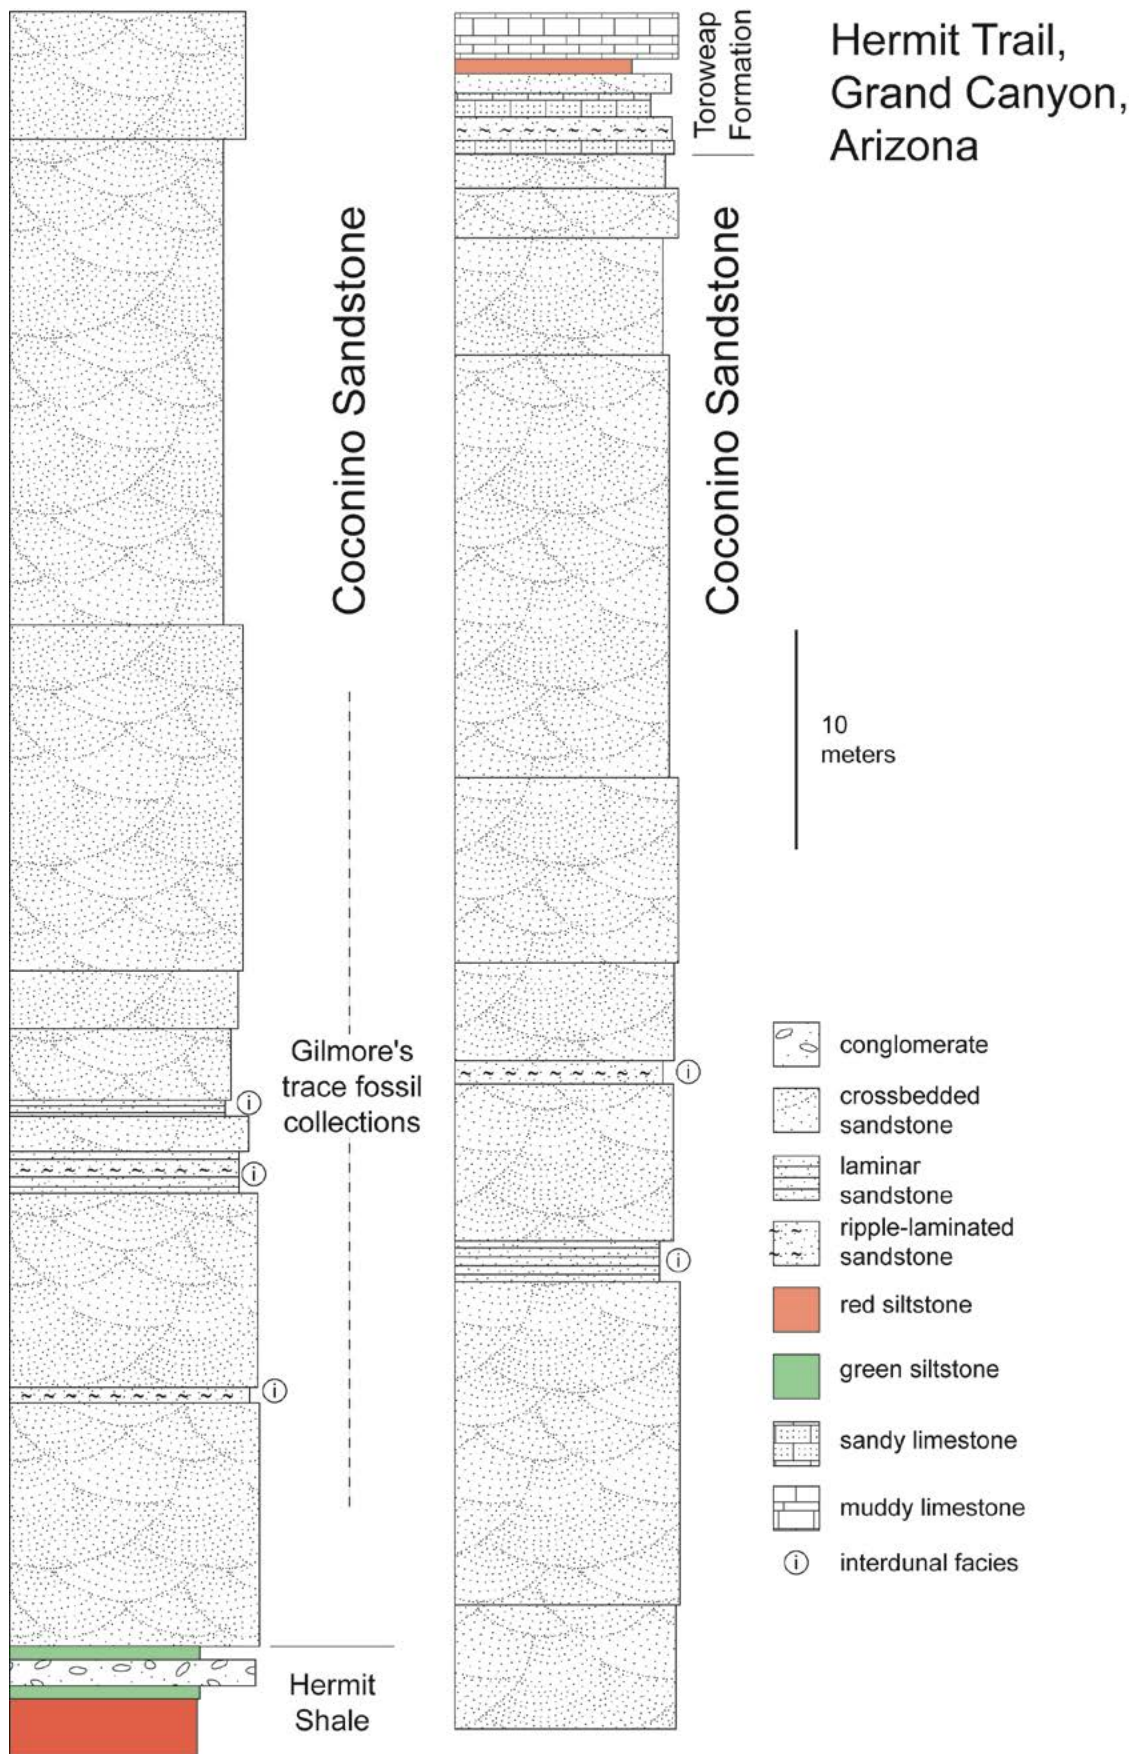 Hermit Trail,
Grand Canyon,
Arizona
Toroweap
Formation
Coconino Sandstone
Coconino Sandstone
10
meters
Gilmore's
trace fossil
collections
i
i
i
i
i
Hermit
Shale
conglomerate
crossbedded
sandstone
laminar
sandstone
ripple-laminated
sandstone
red siltstone
green siltstone
sandy limestone
muddy limestone
i interdunal facies